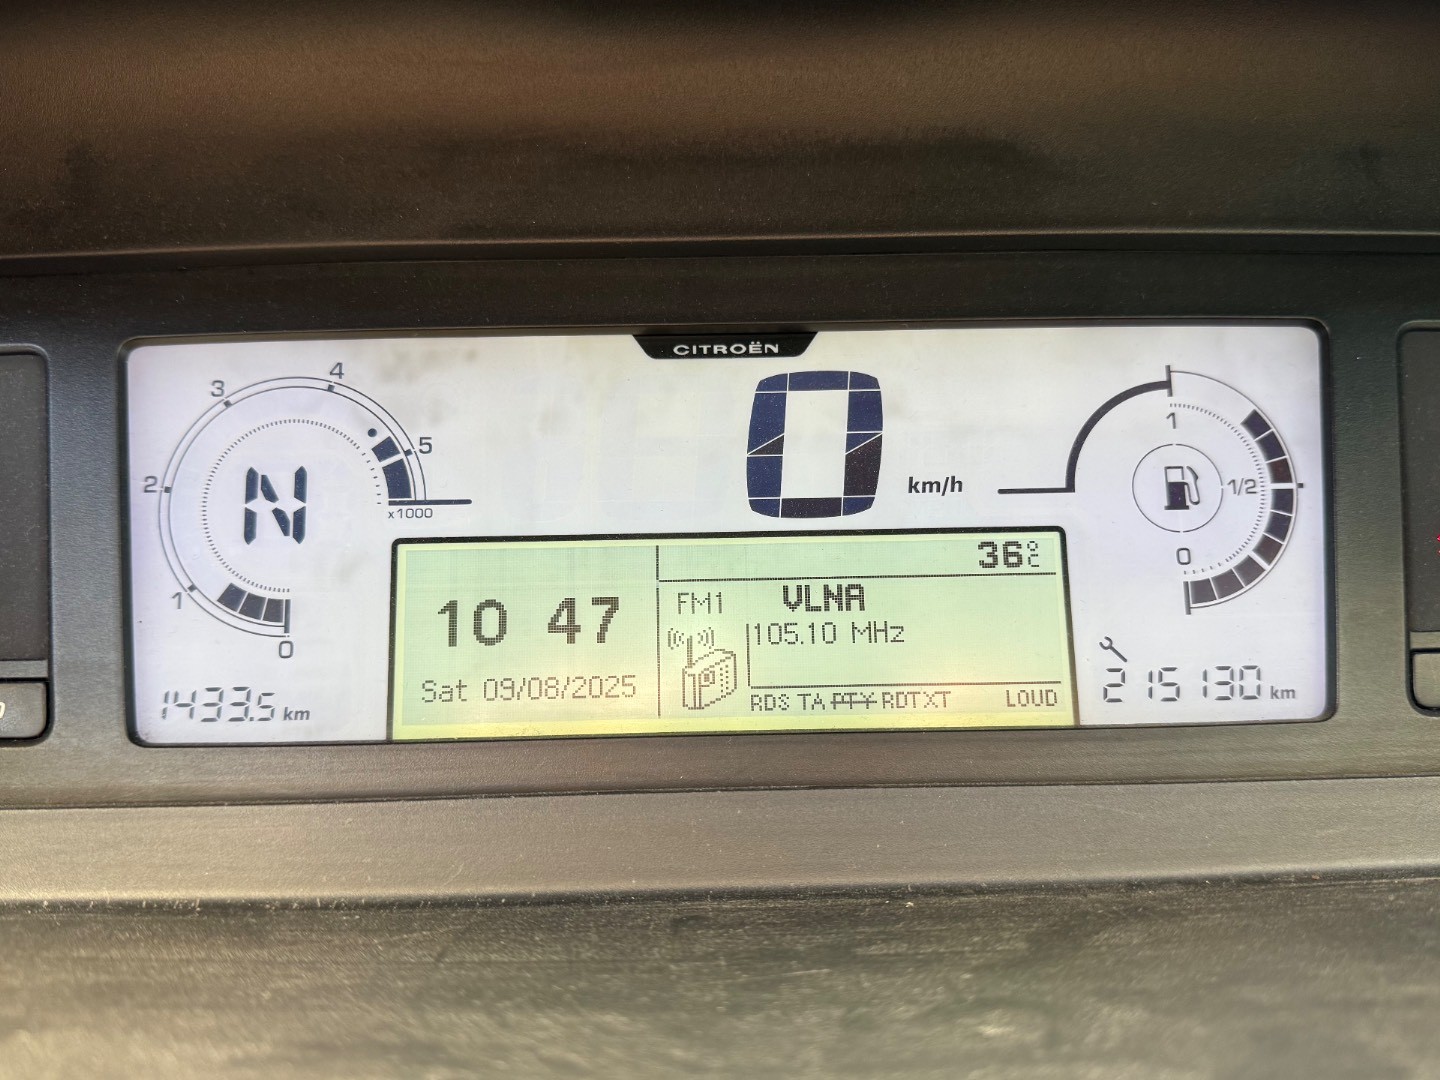 CITROËN
4
3
5
2
N
x1000
1
0
1433.5 km
0 km/h
1
1/2
0
36°C
10 47
Sat 09/08/2025
FM1 VLNA
105.10 MHz
RDS TA PTY RDTXT LOUD
215130 km